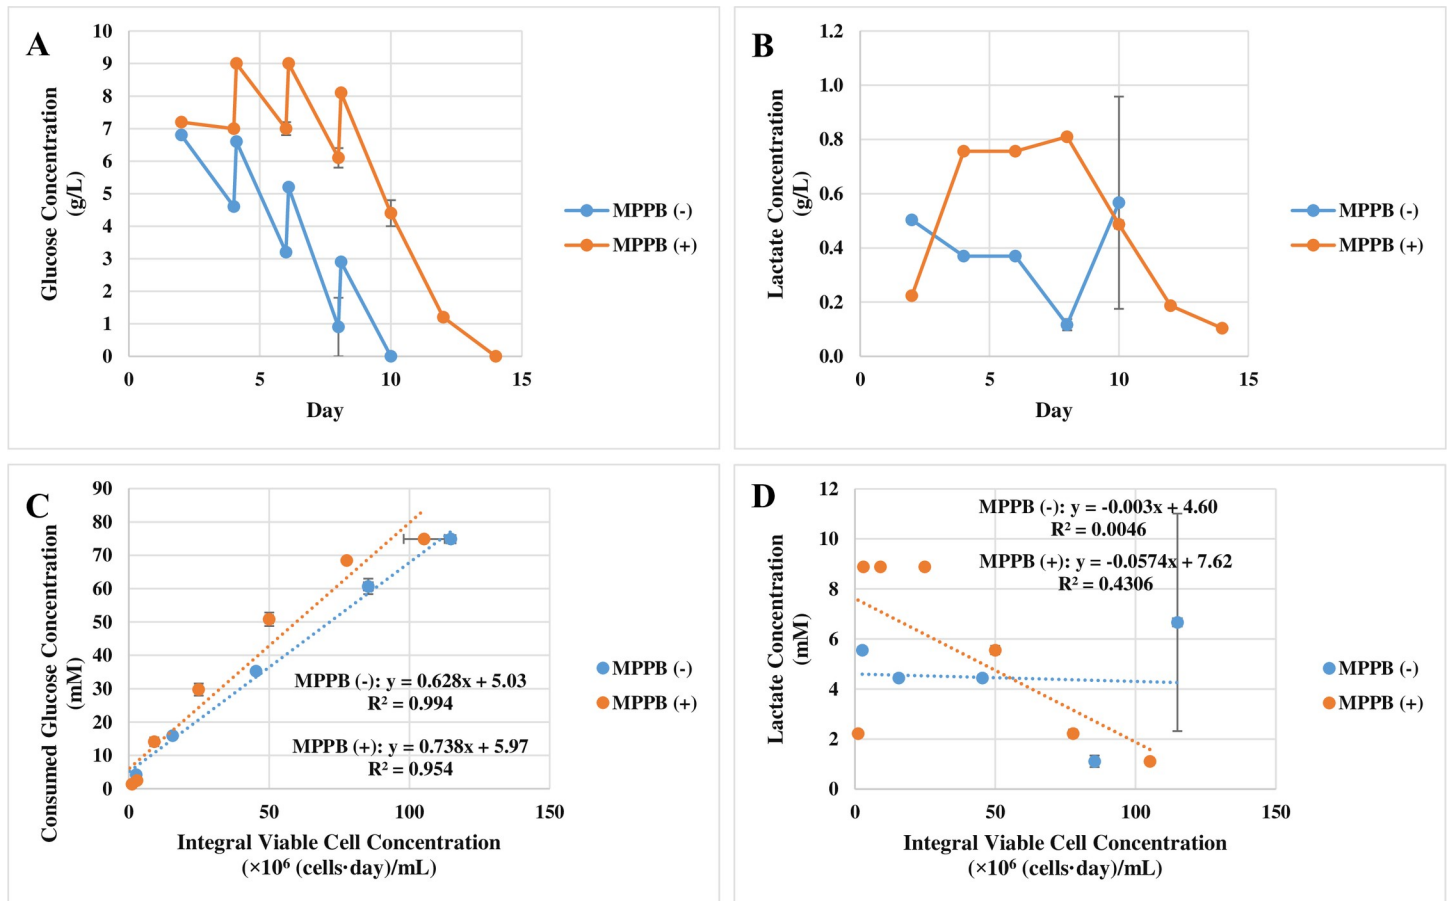 A
10
9
8
7
6
5
4
3
2
1
0
0 5 10 15
Glucose Concentration
(g/L)
Day
MPPB (-)
MPPB (+)
B
1.2
1.0
0.8
0.6
0.4
0.2
0.0
0 5 10 15
Lactate Concentration
(g/L)
Day
MPPB (-)
MPPB (+)
C
90
80
70
60
50
40
30
20
10
0
0 50 100 150
Consumed Glucose Concentration
(mM)
MPPB (-): y = 0.628x + 5.03
R² = 0.994
MPPB (+): y = 0.738x + 5.97
R² = 0.954
Integral Viable Cell Concentration
(×10⁶ (cells·day)/mL)
MPPB (-)
MPPB (+)
D
12
10
8
6
4
2
0
0 50 100 150
Lactate Concentration
(mM)
MPPB (-): y = -0.003x + 4.60
R² = 0.0046
MPPB (+): y = -0.0574x + 7.62
R² = 0.4306
Integral Viable Cell Concentration
(×10⁶ (cells·day)/mL)
MPPB (-)
MPPB (+)